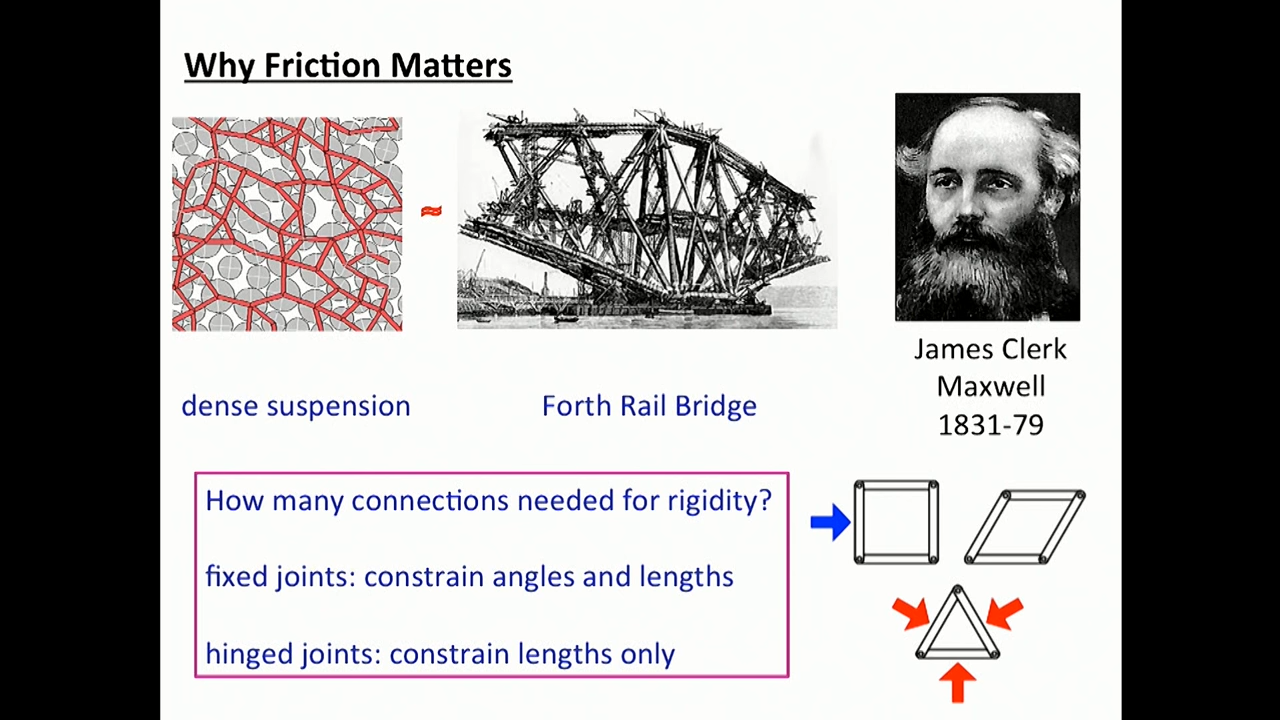 Why Friction Matters
≈
James Clerk
Maxwell
1831-79
dense suspension
Forth Rail Bridge
How many connections needed for rigidity?
fixed joints: constrain angles and lengths
hinged joints: constrain lengths only